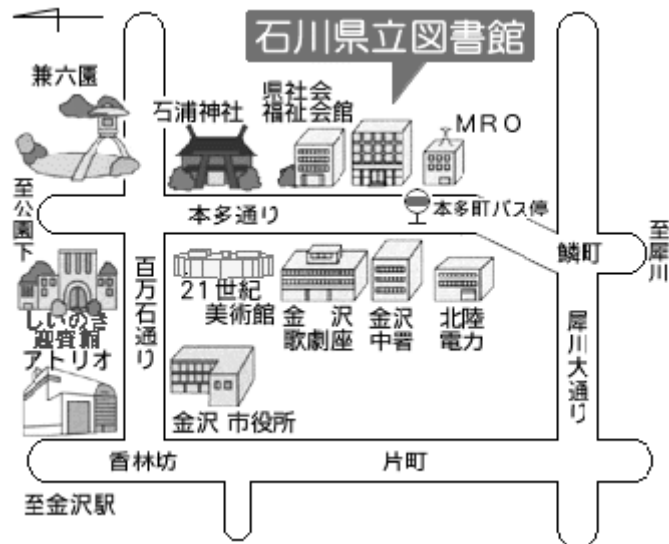 石川県立図書館
兼六園
石浦神社
県社会
福祉会館
MRO
至公園下
本多通り
本多町バス停
鱗町
至犀川
百万石通り
21世紀
美術館
金沢
歌劇座
金沢
中署
北陸
電力
犀川大通り
しいのき
迎賓館
アトリオ
金沢市役所
香林坊
片町
至金沢駅